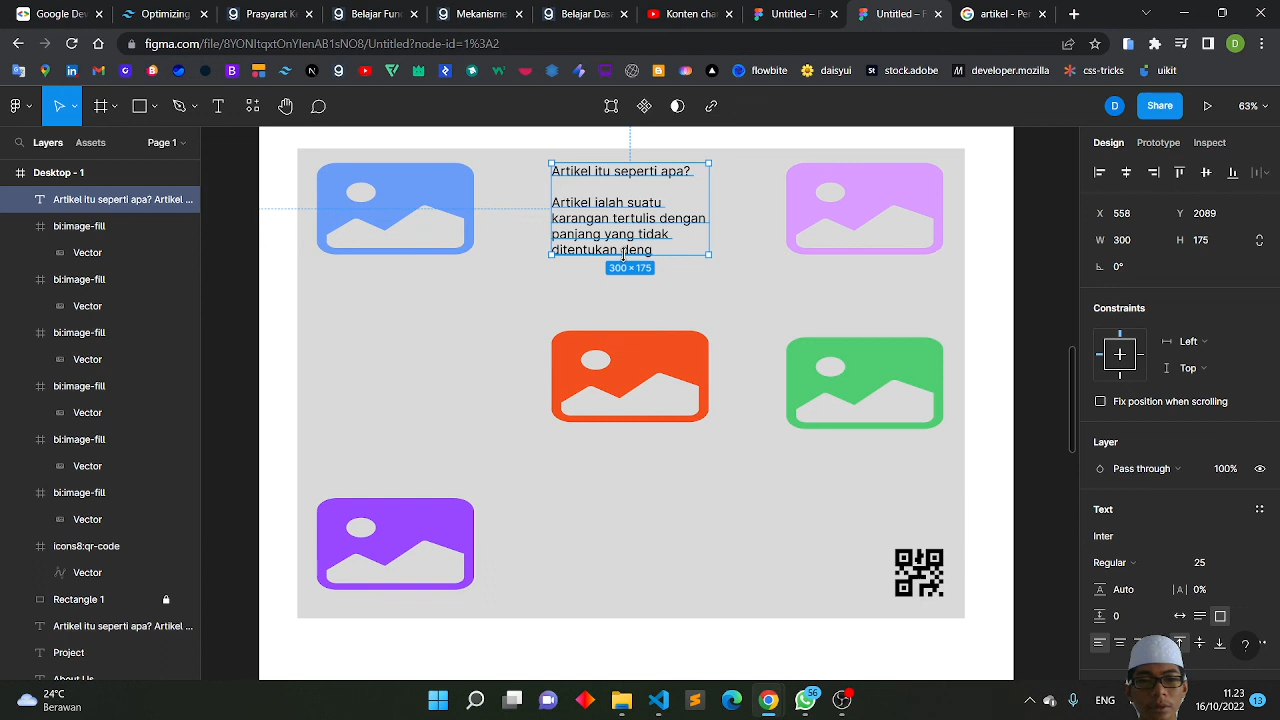 Google Dev
Optimizing
Prasyarat Ke
Belajar Fun
Mekanisme
Belajar Das
Konten cha
Untitled – F
Untitled – F
artikel - Pe
figma.com/file/8YONItqxtOnYIenAB1sNO8/Untitled?node-id=1%3A2
flowbite
daisyui
stock.adobe
developer.mozilla
css-tricks
uikit
D
Share
63%
Layers
Assets
Page 1
Design
Prototype
Inspect
Desktop - 1
Artikel itu seperti apa? Artikel ...
bi:image-fill
Vector
bi:image-fill
Vector
bi:image-fill
Vector
bi:image-fill
Vector
bi:image-fill
Vector
bi:image-fill
Vector
icons8:qr-code
Vector
Rectangle 1
Artikel itu seperti apa? Artikel ...
Project
About Us
Artikel itu seperti apa?
Artikel ialah suatu
karangan tertulis dengan
panjang yang tidak
ditentukan deng
300 × 175
X
Y 2089
W 300
H 175
0°
Constraints
Left
Top
Fix position when scrolling
Layer
Pass through
100%
Text
Inter
Regular
25
Auto
0%
0
24°C
Berawan
56
ENG
11.23
16/10/2022
13